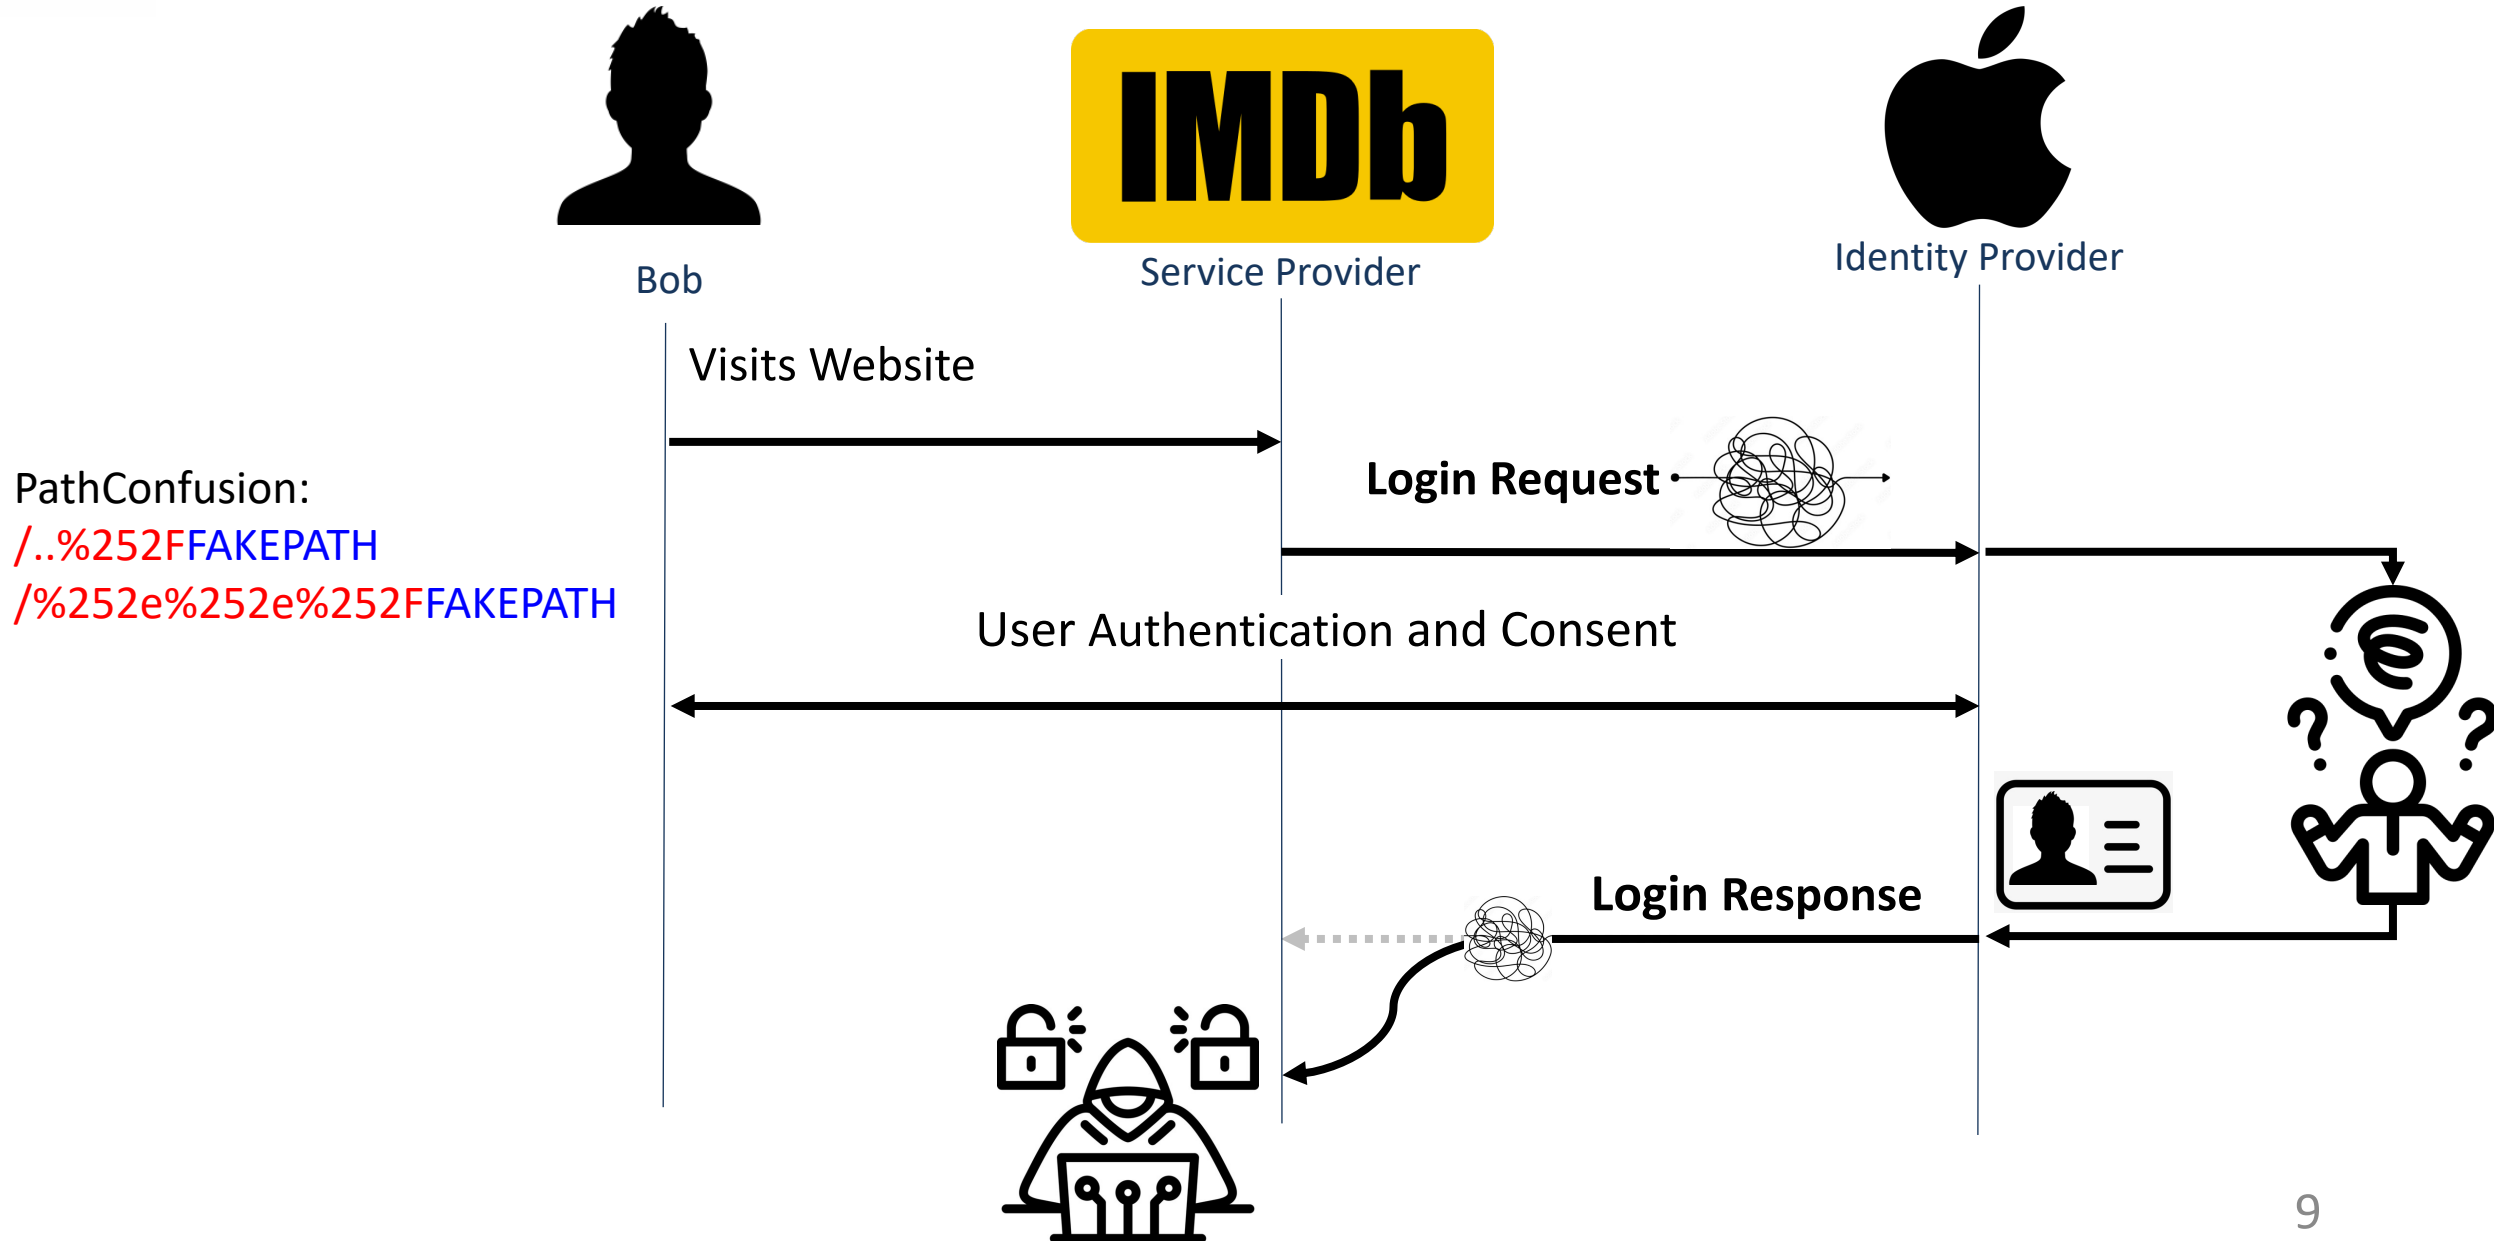 IMDb
Bob
Service Provider
Identity Provider
Visits Website
Login Request
PathConfusion:
/..%252FFAKEPATH
/%252e%252e%252FFAKEPATH
User Authentication and Consent
Login Response
9